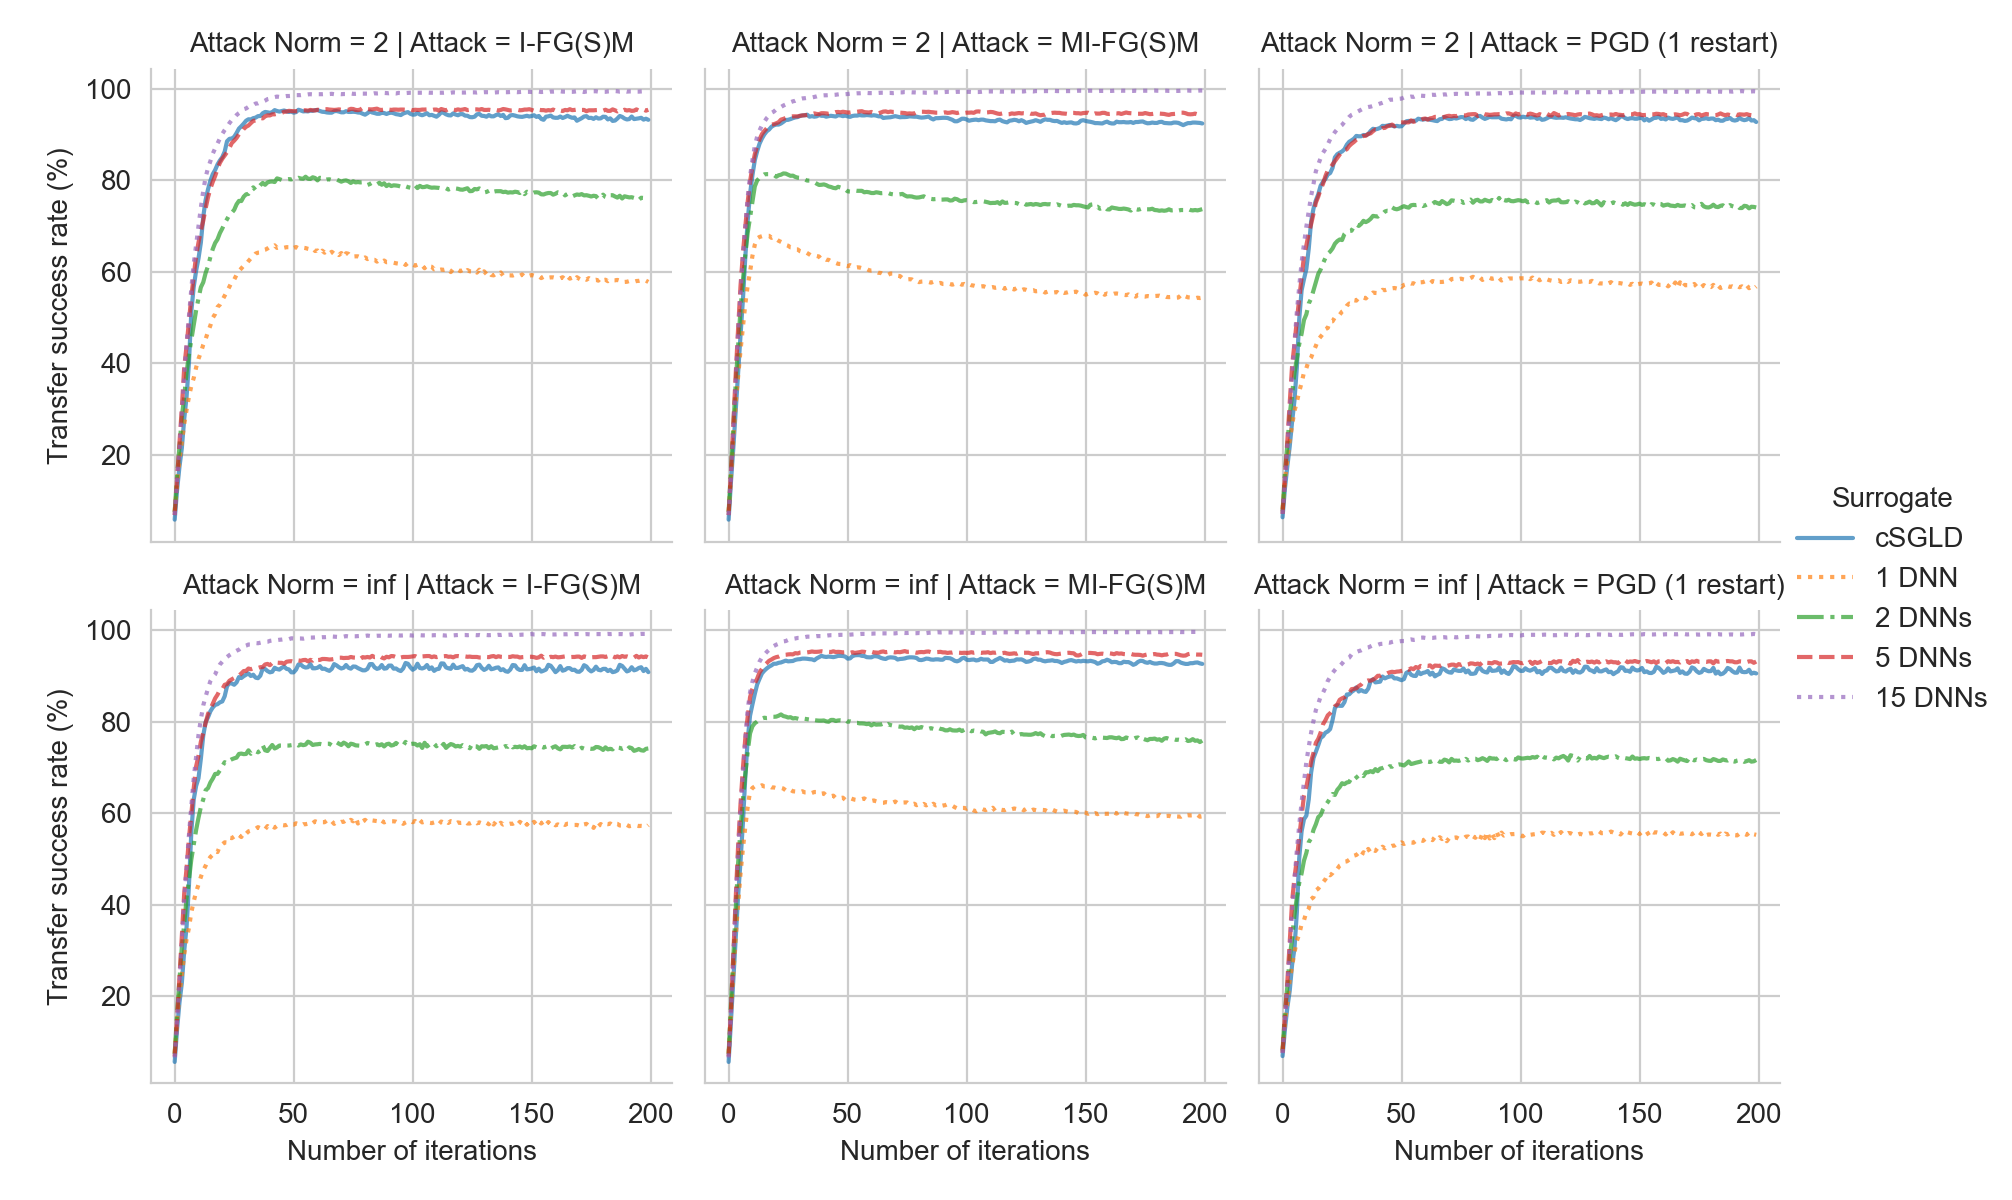 Attack Norm = 2 | Attack = I-FG(S)M
Attack Norm = 2 | Attack = MI-FG(S)M
Attack Norm = 2 | Attack = PGD (1 restart)
Transfer success rate (%)
100
80
60
40
20
Attack Norm = inf | Attack = I-FG(S)M
Attack Norm = inf | Attack = MI-FG(S)M
Attack Norm = inf | Attack = PGD (1 restart)
Transfer success rate (%)
100
80
60
40
20
0 50 100 150 200
0 50 100 150 200
0 50 100 150 200
Number of iterations
Number of iterations
Number of iterations
Surrogate
cSGLD
1 DNN
2 DNNs
5 DNNs
15 DNNs